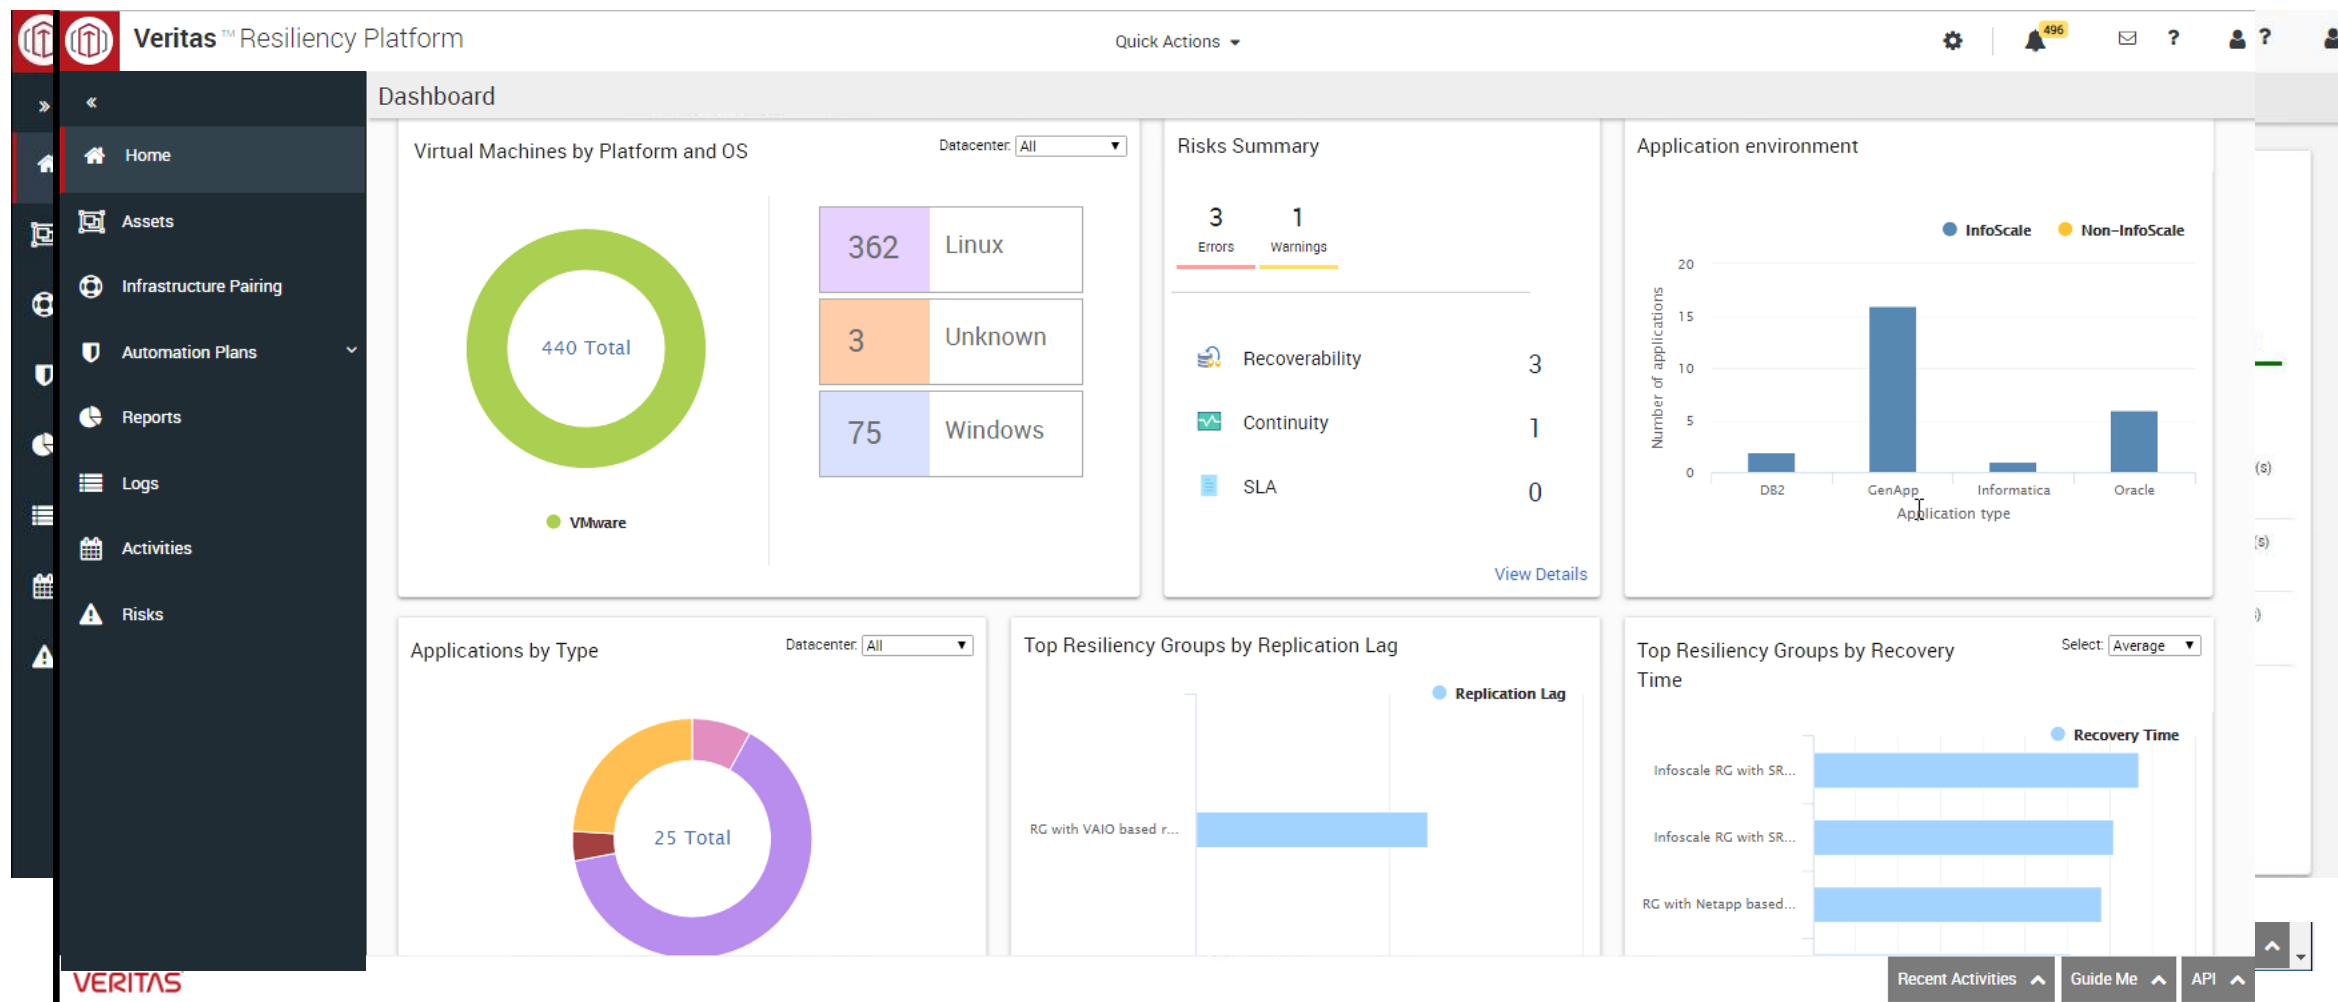 Veritas™ Resiliency Platform
Quick Actions
496
?
?
Dashboard
Home
Assets
Infrastructure Pairing
Automation Plans
Reports
Logs
Activities
Risks
Virtual Machines by Platform and OS
Datacenter: All
440 Total
VMware
362 Linux
3 Unknown
75 Windows
Risks Summary
3 Errors
1 Warnings
Recoverability 3
Continuity 1
SLA 0
View Details
Application environment
InfoScale Non-InfoScale
Number of applications
20
15
10
5
0
DB2 GenApp Informatica Oracle
Application type
(s)
(s)
Applications by Type
Datacenter: All
25 Total
Top Resiliency Groups by Replication Lag
Replication Lag
RG with VAIO based r...
Top Resiliency Groups by Recovery
Time
Select: Average
Recovery Time
Infoscale RG with SR...
Infoscale RG with SR...
RG with Netapp based...
VERITAS
Recent Activities
Guide Me
API